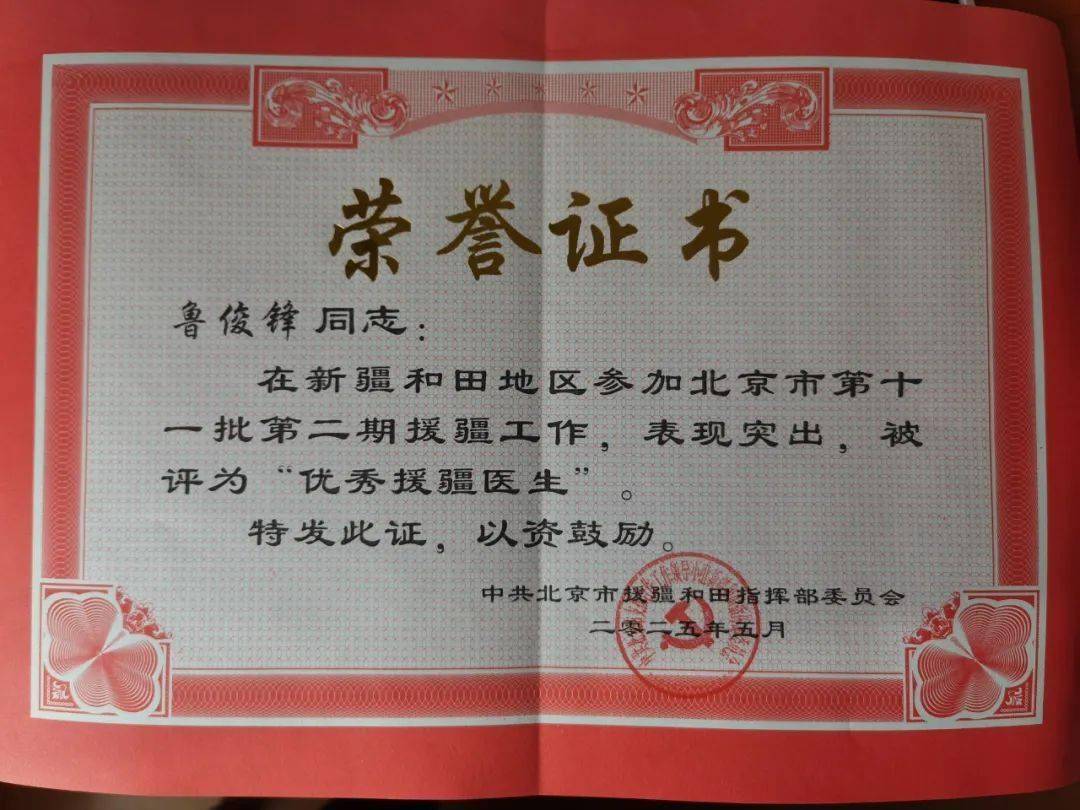 荣誉证书
鲁俊锋 同志：
在新疆和田地区参加北京市第十
一批第二期援疆工作，表现突出，被
评为“优秀援疆医生”。
特发此证，以资鼓励。
中共北京市援疆和田指挥部委员会
二〇二五年五月